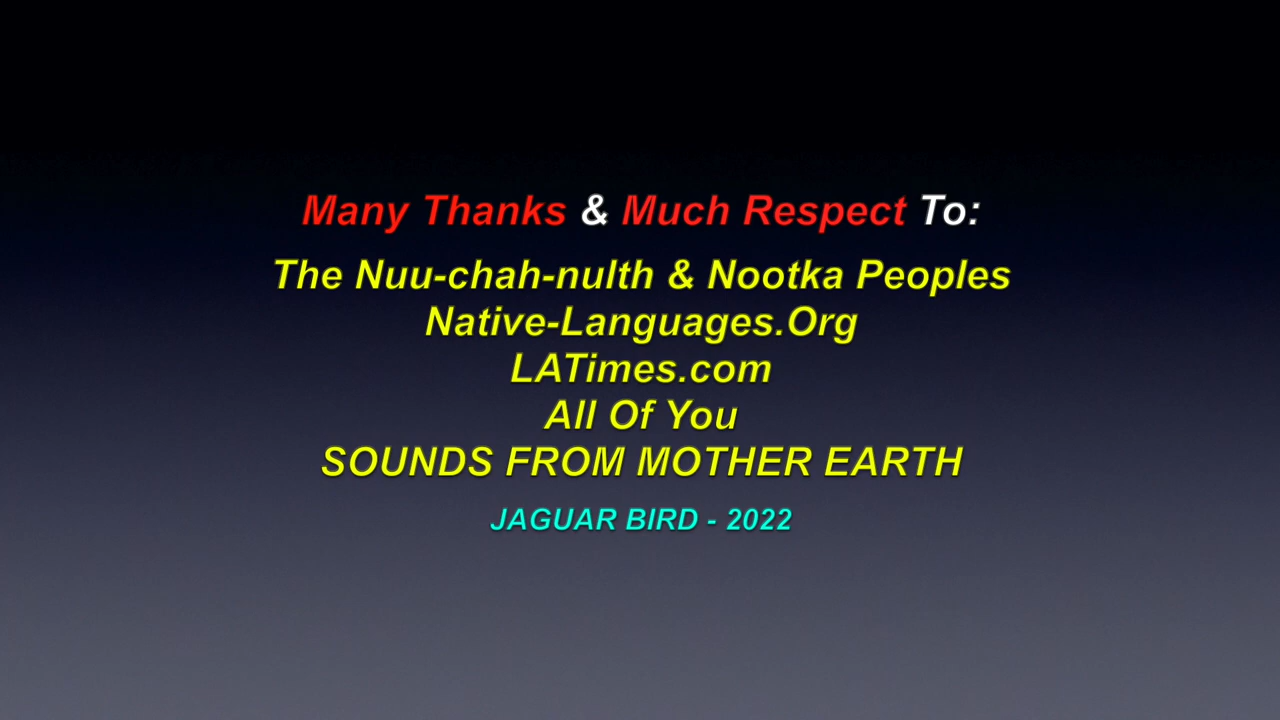 Many Thanks & Much Respect To:
The Nuu-chah-nulth & Nootka Peoples
Native-Languages.Org
LATimes.com
All Of You
SOUNDS FROM MOTHER EARTH
JAGUAR BIRD - 2022